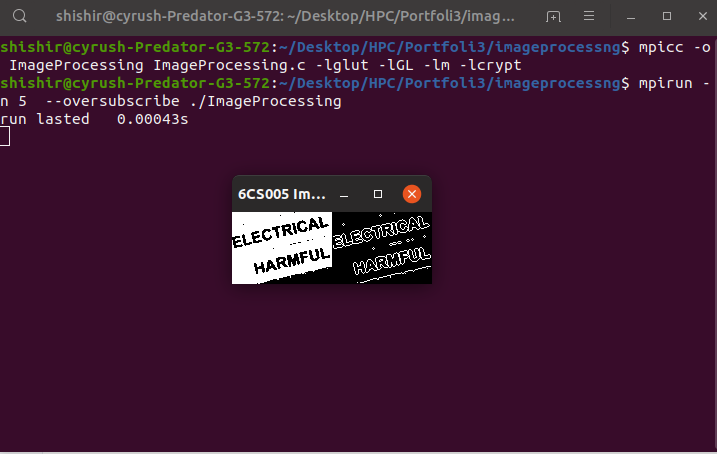 shishir@cyrush-Predator-G3-572: ~/Desktop/HPC/Portfoli3/imag...
shishir@cyrush-Predator-G3-572:~/Desktop/HPC/Portfoli3/imageprocessng$ mpicc -o
 ImageProcessing ImageProcessing.c -lglut -lGL -lm -lcrypt
shishir@cyrush-Predator-G3-572:~/Desktop/HPC/Portfoli3/imageprocessng$ mpirun -
n 5  --oversubscribe ./ImageProcessing
run lasted   0.00043s
6CS005 Im...
ELECTRICAL ELECTRICAL
HARMFUL HARMFUL